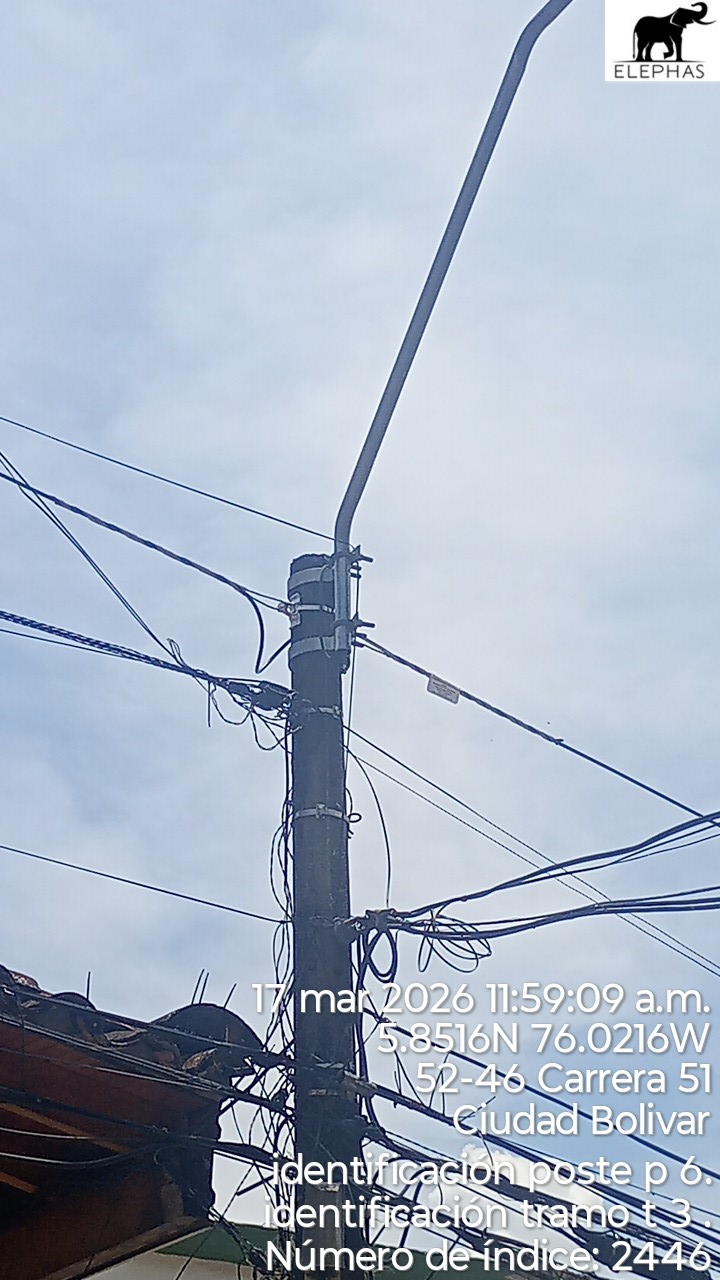 ELEPHAS
17 mar 2026 11:59:09 a.m.
5.8516N 76.0216W
52-46 Carrera 51
Ciudad Bolivar
identificación poste p 6.
identificación tramo t 3 .
Número de índice: 2446